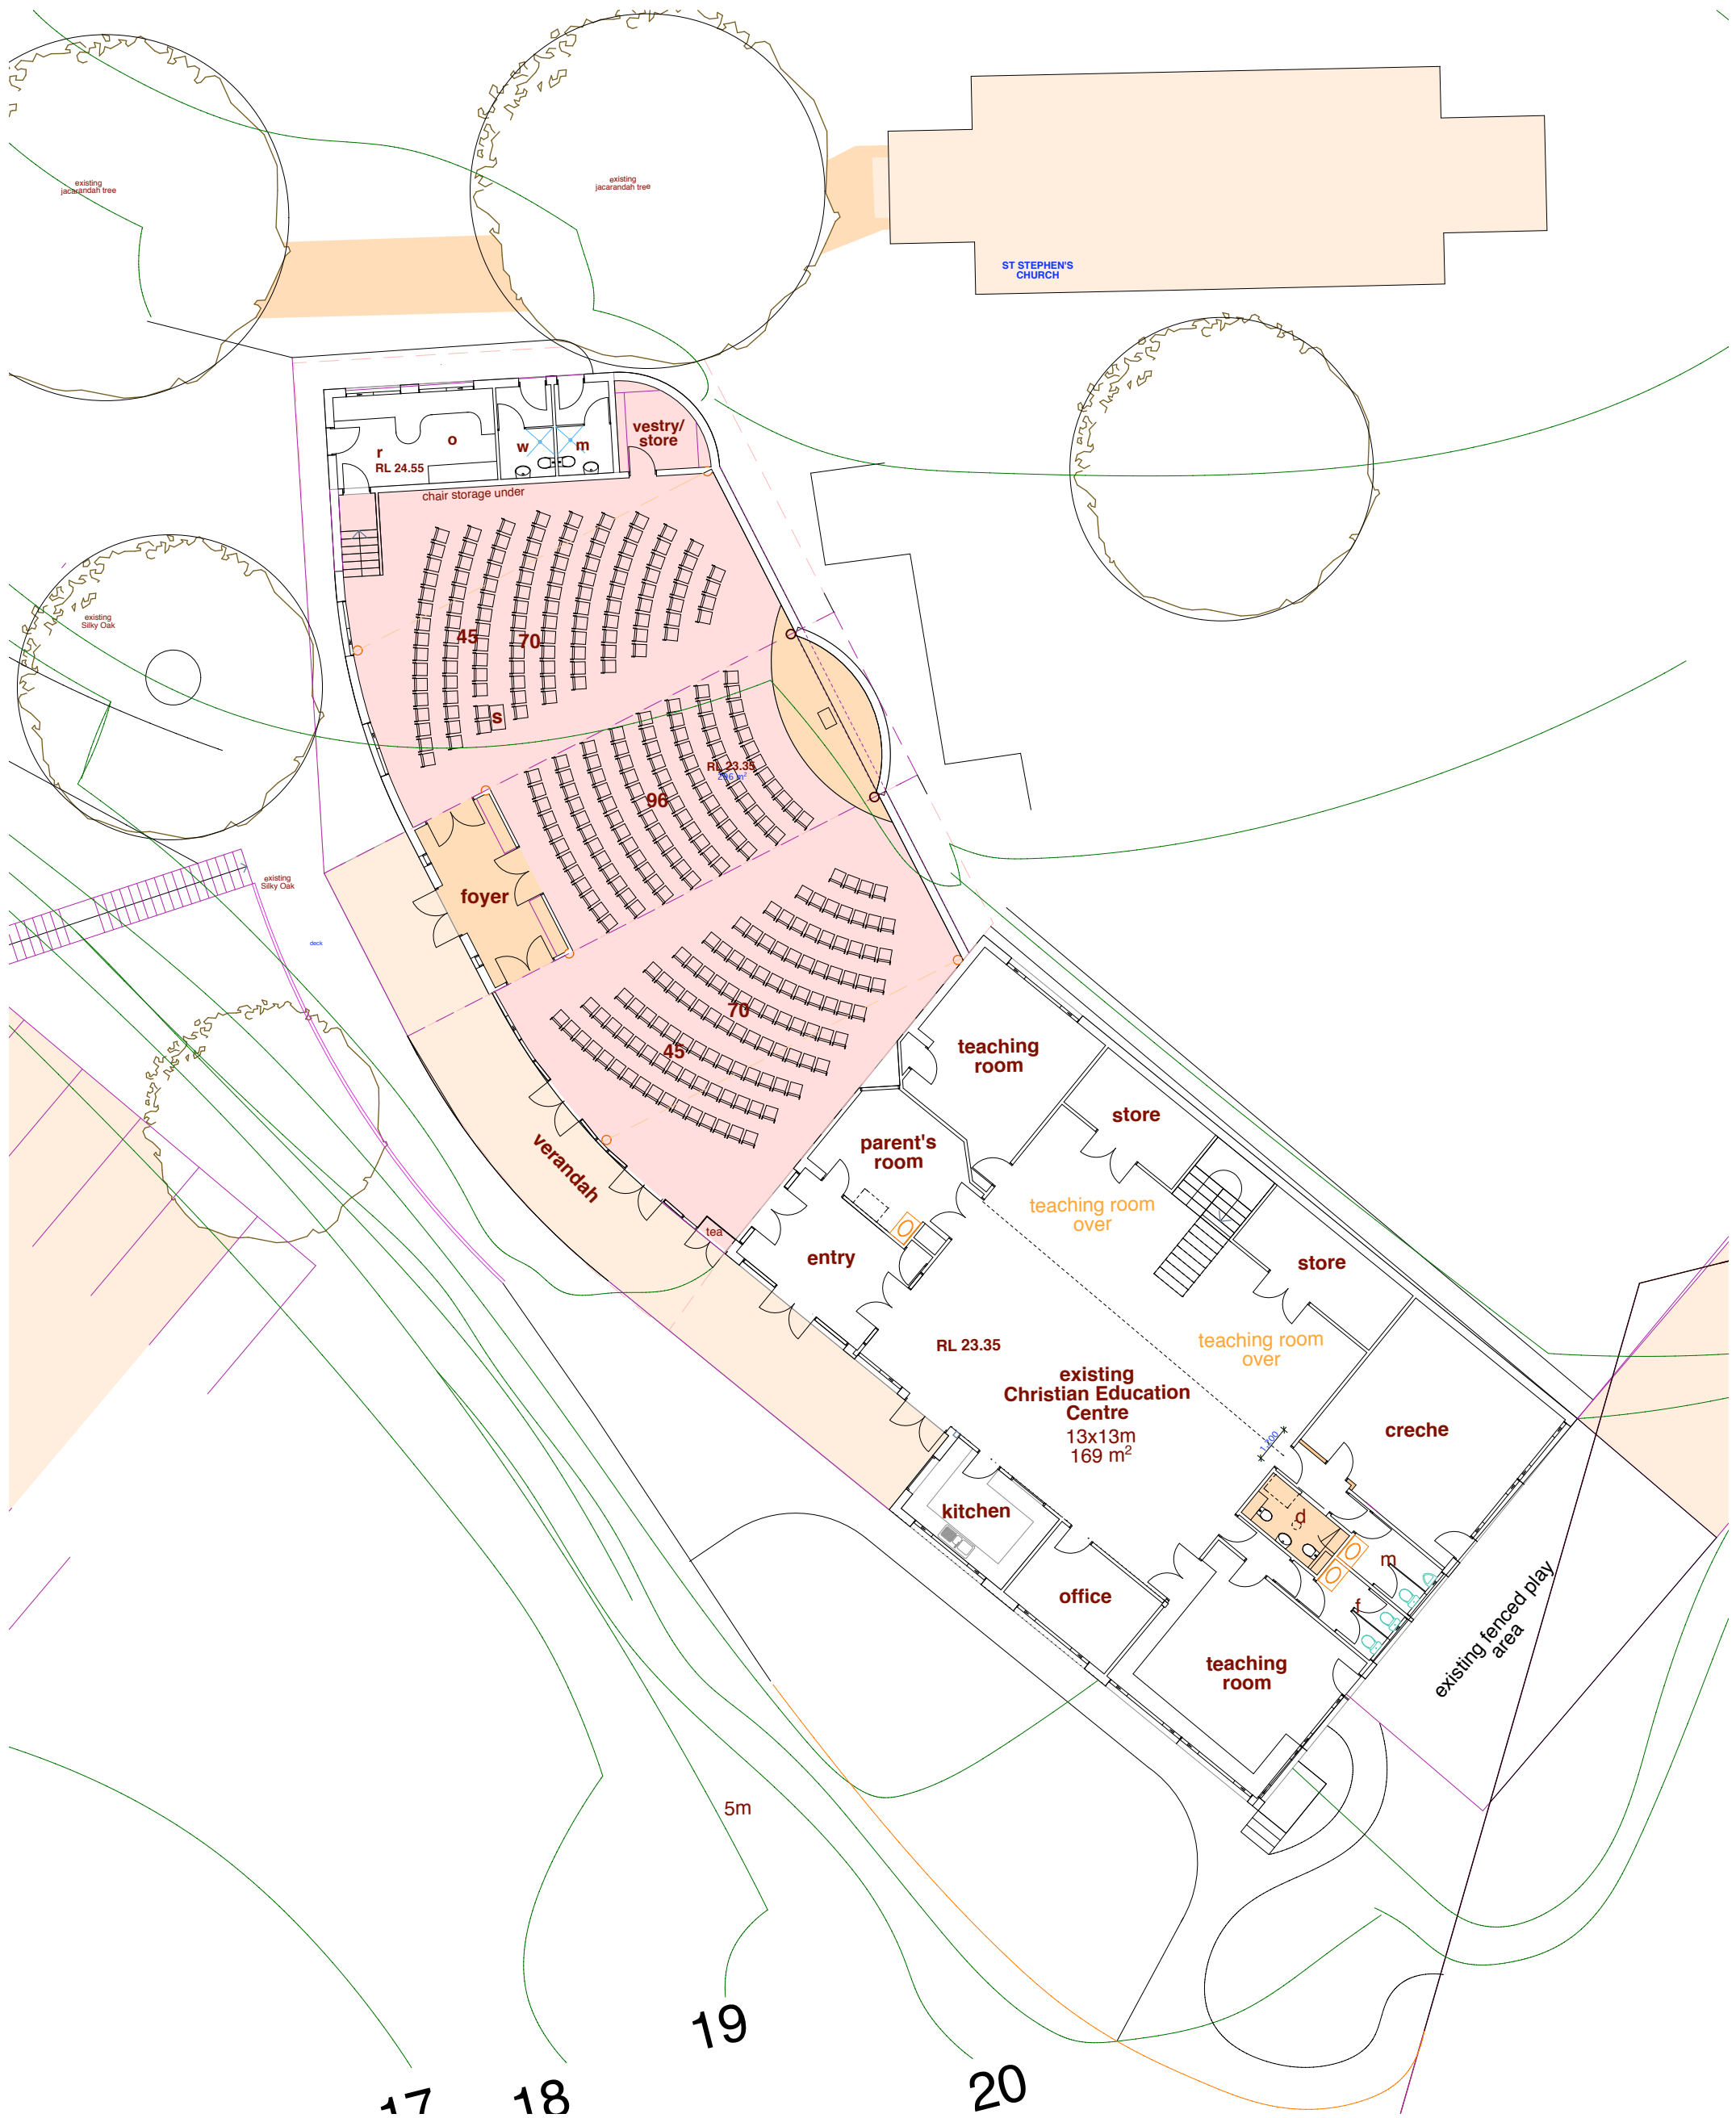 existing
jacarandah tree
existing
jacarandah tree
ST STEPHEN'S
CHURCH
vestry/
store
r
o
w
m
RL 24.55
chair storage under
existing
Silky Oak
45
70
s
RL 23.35
96
foyer
existing
Silky Oak
deck
70
45
teaching
room
store
parent's
room
verandah
teaching room
over
tea
entry
store
RL 23.35
teaching room
over
existing
Christian Education
Centre
13x13m
169 m²
creche
kitchen
d
m
office
f
existing fenced play
area
teaching
room
5m
19
20
17
18